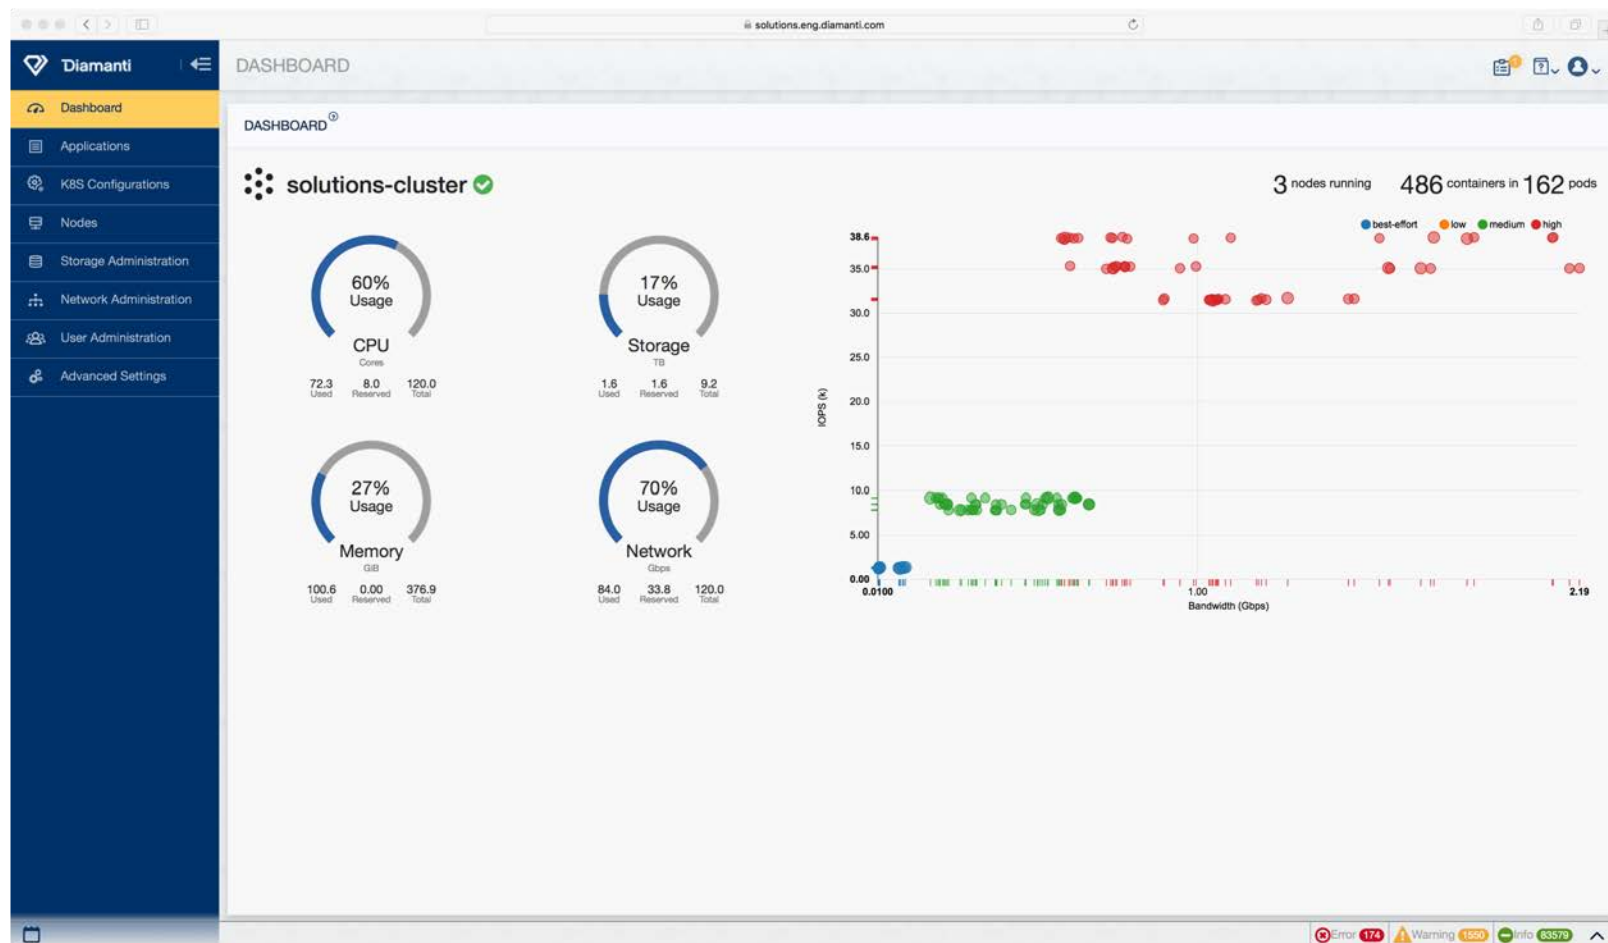 solutions.eng.diamanti.com
Diamanti
DASHBOARD
1
Dashboard
Applications
K8S Configurations
Nodes
Storage Administration
Network Administration
User Administration
Advanced Settings
DASHBOARD
solutions-cluster
3 nodes running 486 containers in 162 pods
60%
Usage
CPU
Cores
72.3 8.0 120.0
Used Reserved Total
17%
Usage
Storage
TB
1.6 1.6 9.2
Used Reserved Total
27%
Usage
Memory
GiB
100.6 0.00 376.9
Used Reserved Total
70%
Usage
Network
Gbps
84.0 33.8 120.0
Used Reserved Total
best-effort low medium high
38.6
35.0
30.0
25.0
20.0
15.0
10.0
5.00
0.00
IOPS (k)
0.0100 1.00 2.19
Bandwidth (Gbps)
Error 174 Warning 1550 Info 83579